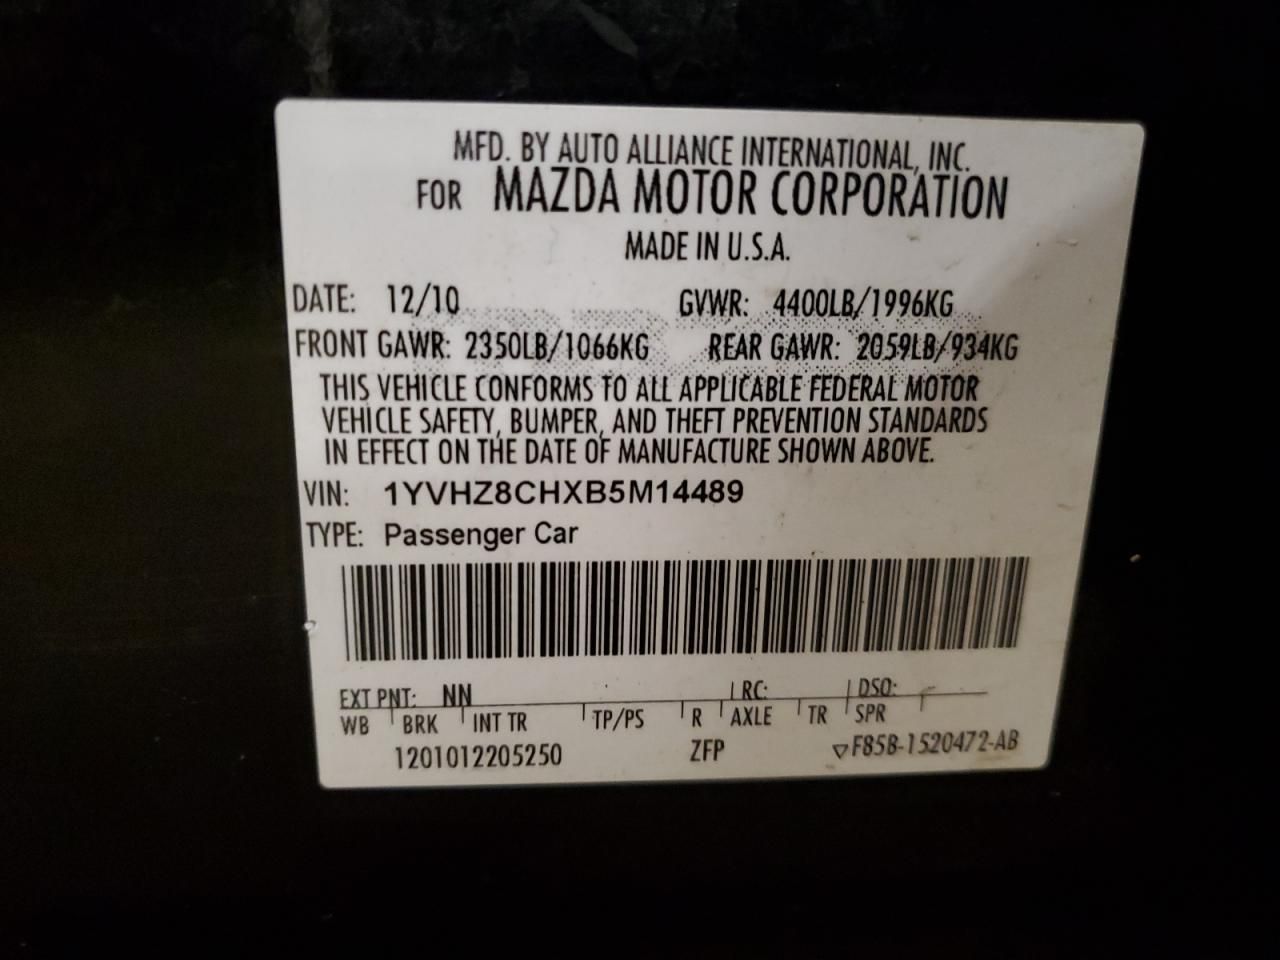 MFD. BY AUTO ALLIANCE INTERNATIONAL, INC.
FOR MAZDA MOTOR CORPORATION
MADE IN U.S.A.
DATE: 12/10 GVWR: 4400LB/1996KG
FRONT GAWR: 2350LB/1066KG REAR GAWR: 2059LB/934KG
THIS VEHICLE CONFORMS TO ALL APPLICABLE FEDERAL MOTOR
VEHICLE SAFETY, BUMPER, AND THEFT PREVENTION STANDARDS
IN EFFECT ON THE DATE OF MANUFACTURE SHOWN ABOVE.
VIN: 1YVHZ8CHXB5M14489
TYPE: Passenger Car
EXT PNT: NN RC: DSO:
WB BRK INT TR TP/PS R AXLE TR SPR
1201012205250 ZFP ▽F85B-1520472-AB